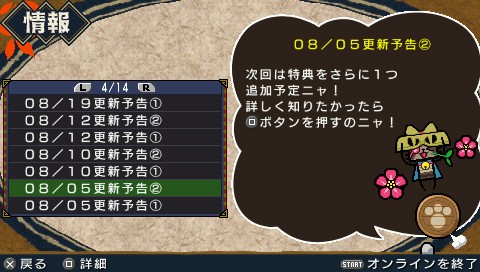 情報
L 4/14 R
08／19更新予告①
08／12更新予告②
08／12更新予告①
08／10更新予告②
08／10更新予告①
08／05更新予告②
08／05更新予告①
08／05更新予告②
次回は特典をさらに１つ
追加予定ニャ！
詳しく知りたかったら
□ボタンを押すのニャ！
×戻る □詳細
START オンラインを終了